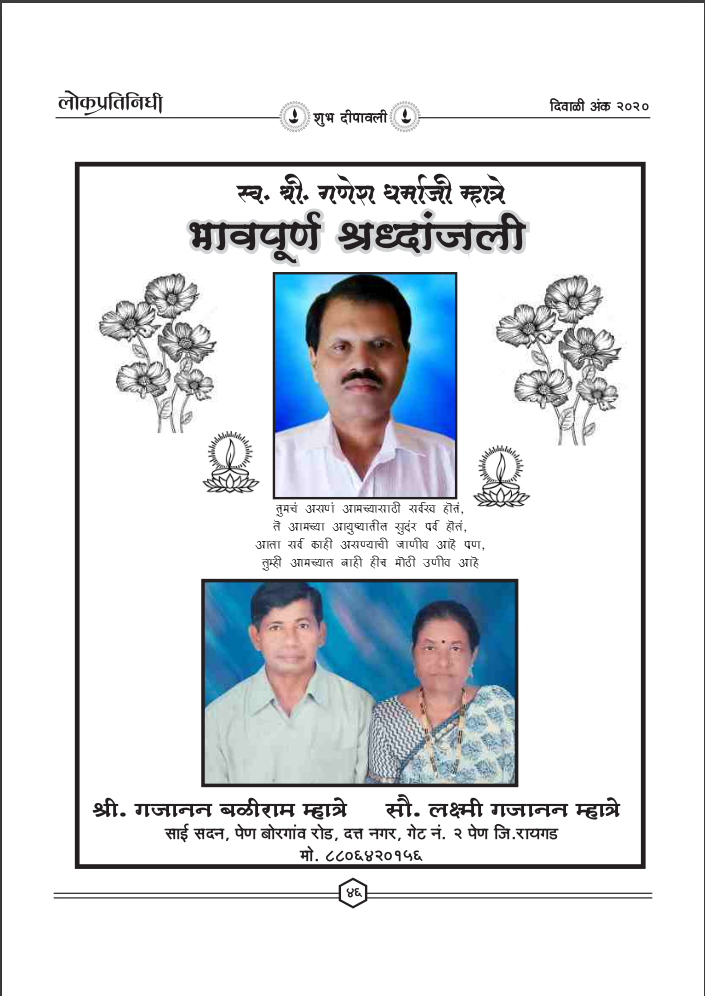 लोकप्रतिनिधी
शुभ दीपावली
दिवाळी अंक २०२०
स्व. श्री. गणेश धर्माजी म्हात्रे
भावपूर्ण श्रध्दांजली
तुमचं असणं आमच्यासाठी सर्वस्व होतं,
ते आमच्या आयुष्यातील सुदंर पर्व होतं,
आता सर्व काही असण्याची जाणीव आहे पण,
तुम्ही आमच्यात नाही हीच मोठी उणीव आहे
श्री. गजानन बळीराम म्हात्रे सौ. लक्ष्मी गजानन म्हात्रे
साई सदन, पेण बोरगांव रोड, दत्त नगर, गेट नं. २ पेण जि.रायगड
मो. ८८०६४२०१५६
४६